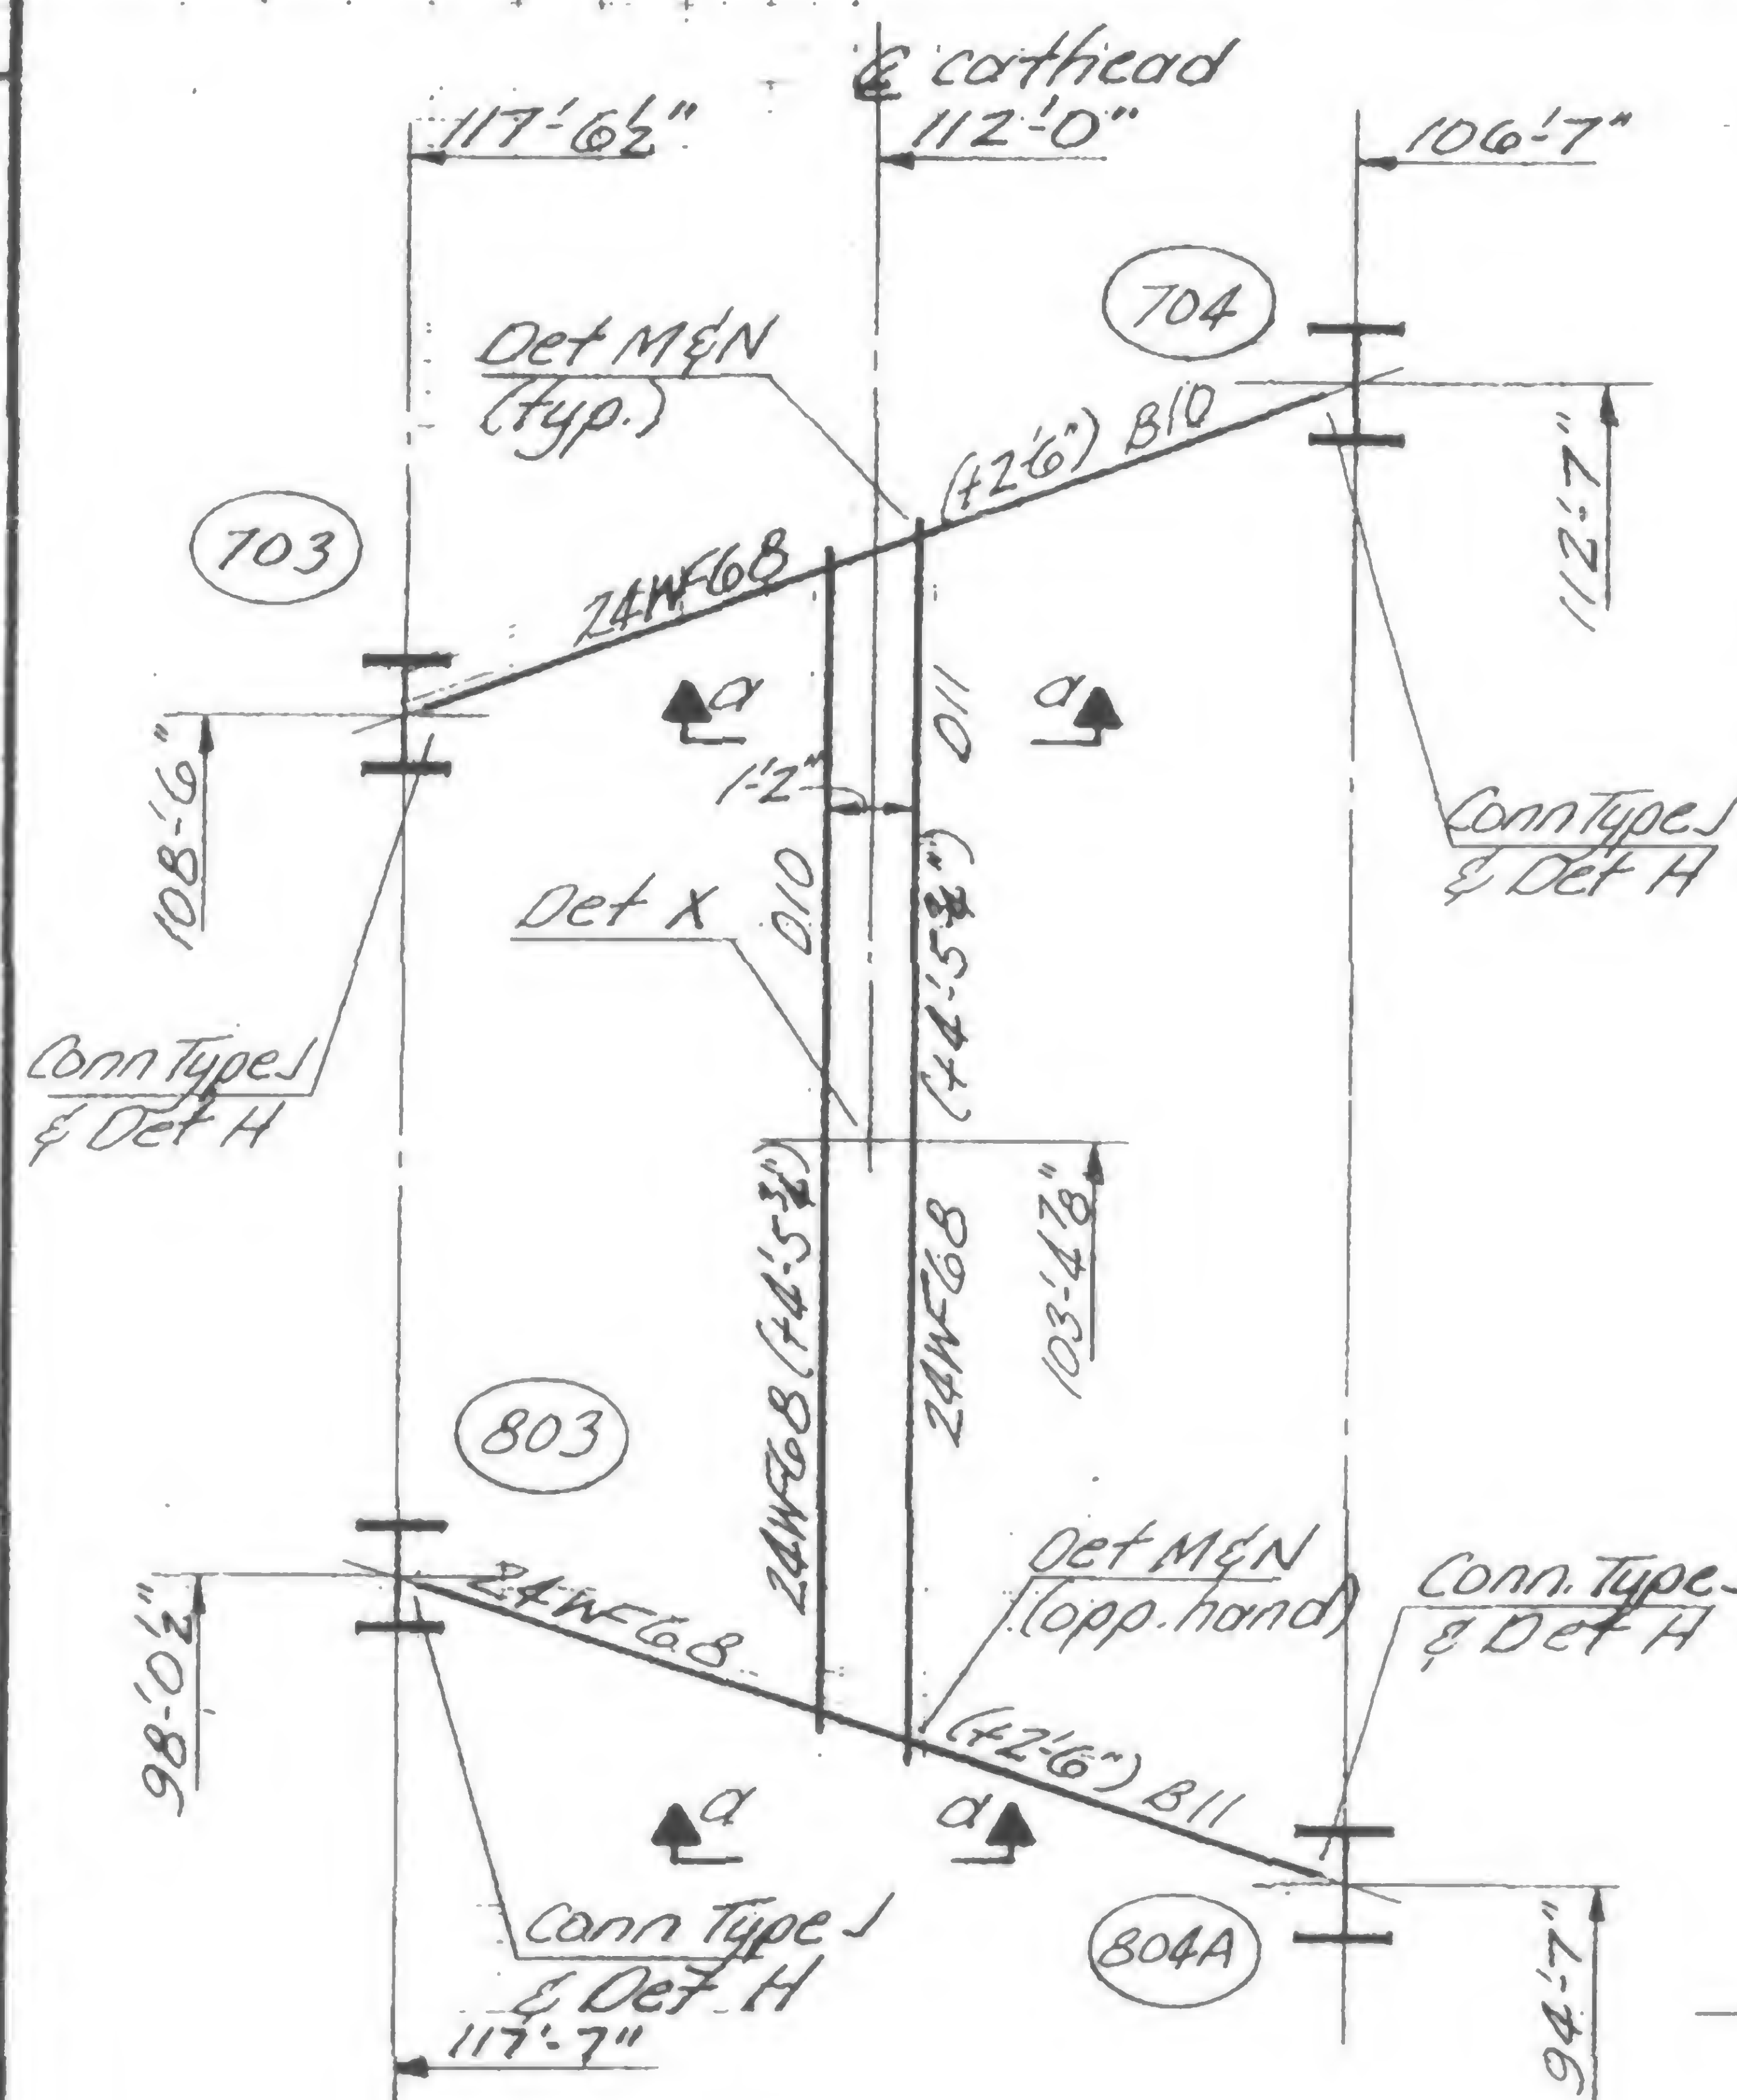 ℄ cathead
117'-6½"
112'-0"
106'-7"
704
Det M&N
(typ.)
(+2'6") B10
112'-7"
703
24WF68
a
a
D11
1'-2"
108'-6"
Conn Type J
& Det H
D10
Det X
(+4'-5¾")
Conn Type J
& Det H
24WF68 (+4'-5¾")
24WF68
103'-4⅞"
803
Det M&N
(opp. hand)
Conn. Type
& Det H
24WF68
98'-0½"
(+2'-6") B11
a
a
Conn Type J
& Det H
804A
94'-7"
117'-7"